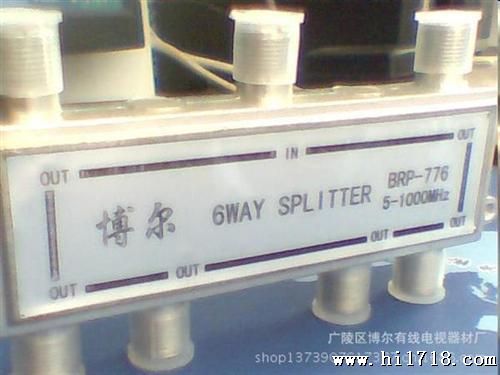 OUT IN OUT
博尔 6WAY SPLITTER BRP-776
5-1000MHz
OUT OUT OUT
广陵区博尔有线电视器材厂
www.hi1718.com